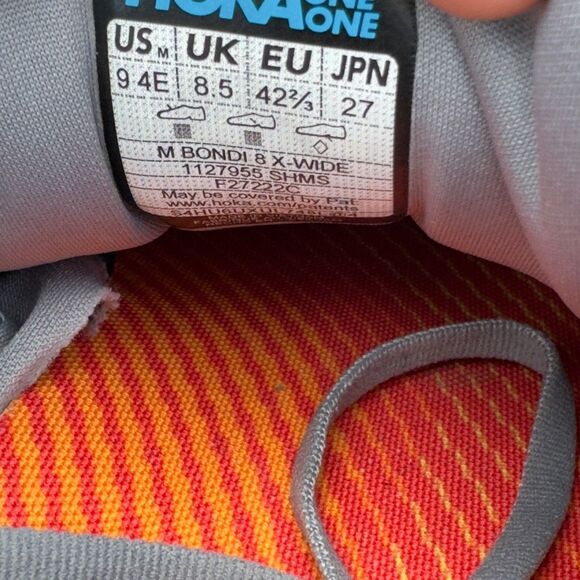 HOKA ONE ONE
US M UK EU JPN
9 4E 8.5 42⅔ 27
M BONDI 8 X-WIDE
1127955 SHMS
F27222C
May be covered by Pat.
www.hoka.com/patents